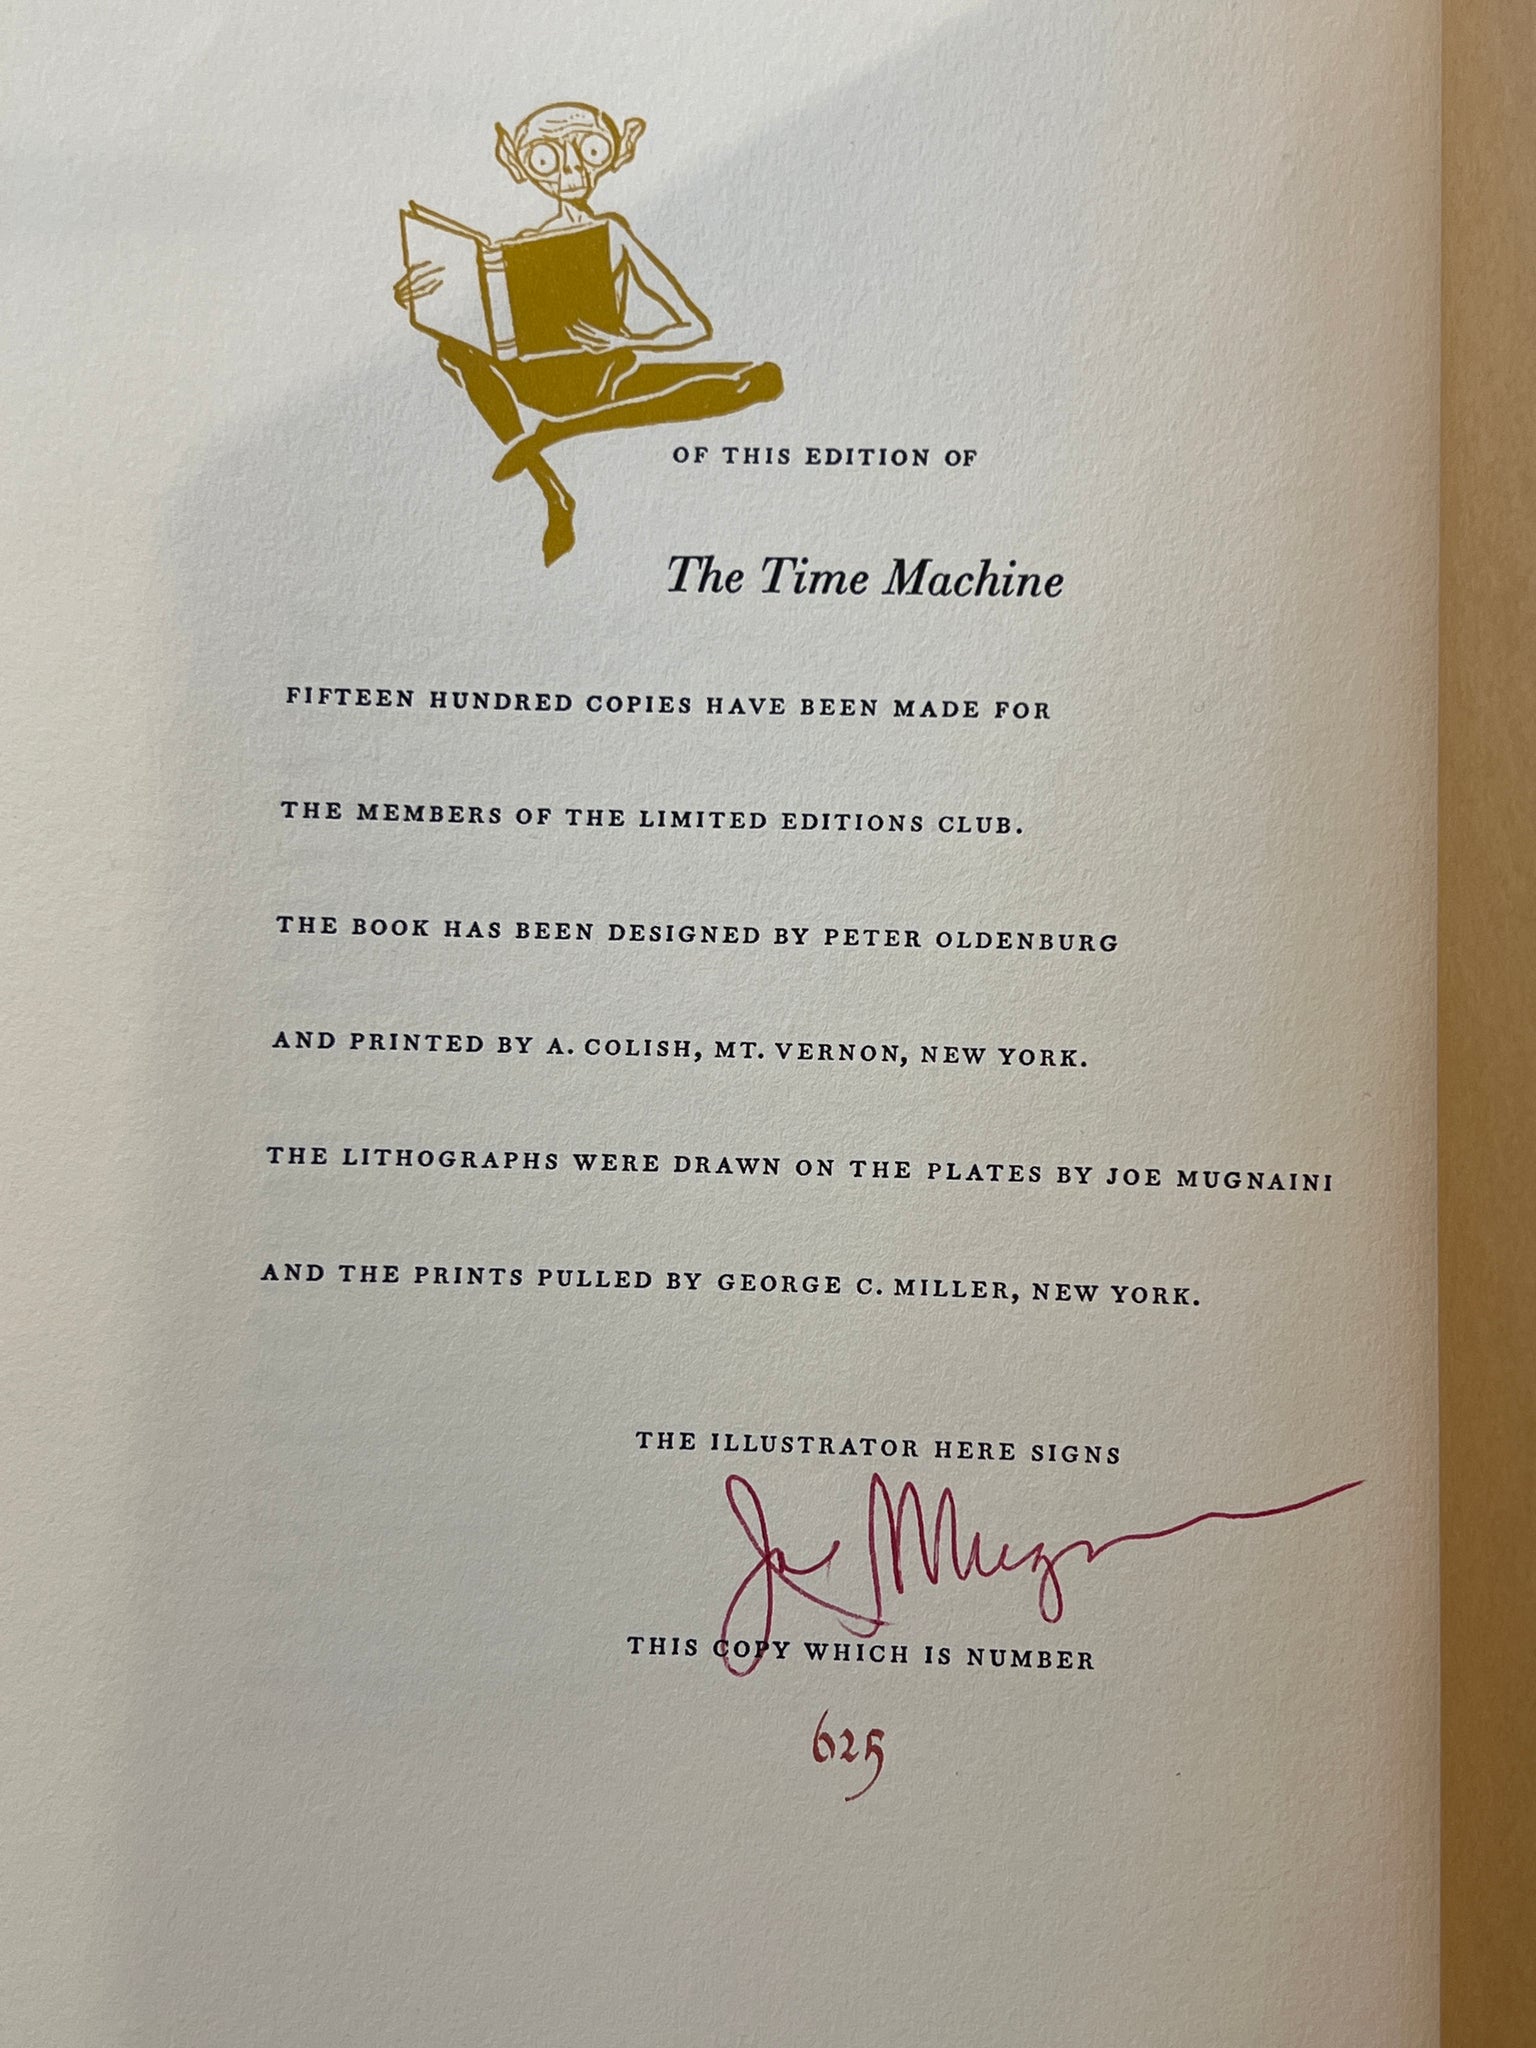 OF THIS EDITION OF
The Time Machine
FIFTEEN HUNDRED COPIES HAVE BEEN MADE FOR
THE MEMBERS OF THE LIMITED EDITIONS CLUB.
THE BOOK HAS BEEN DESIGNED BY PETER OLDENBURG
AND PRINTED BY A. COLISH, MT. VERNON, NEW YORK.
THE LITHOGRAPHS WERE DRAWN ON THE PLATES BY JOE MUGNAINI
AND THE PRINTS PULLED BY GEORGE C. MILLER, NEW YORK.
THE ILLUSTRATOR HERE SIGNS
Joe Mugnaini
THIS COPY WHICH IS NUMBER
625